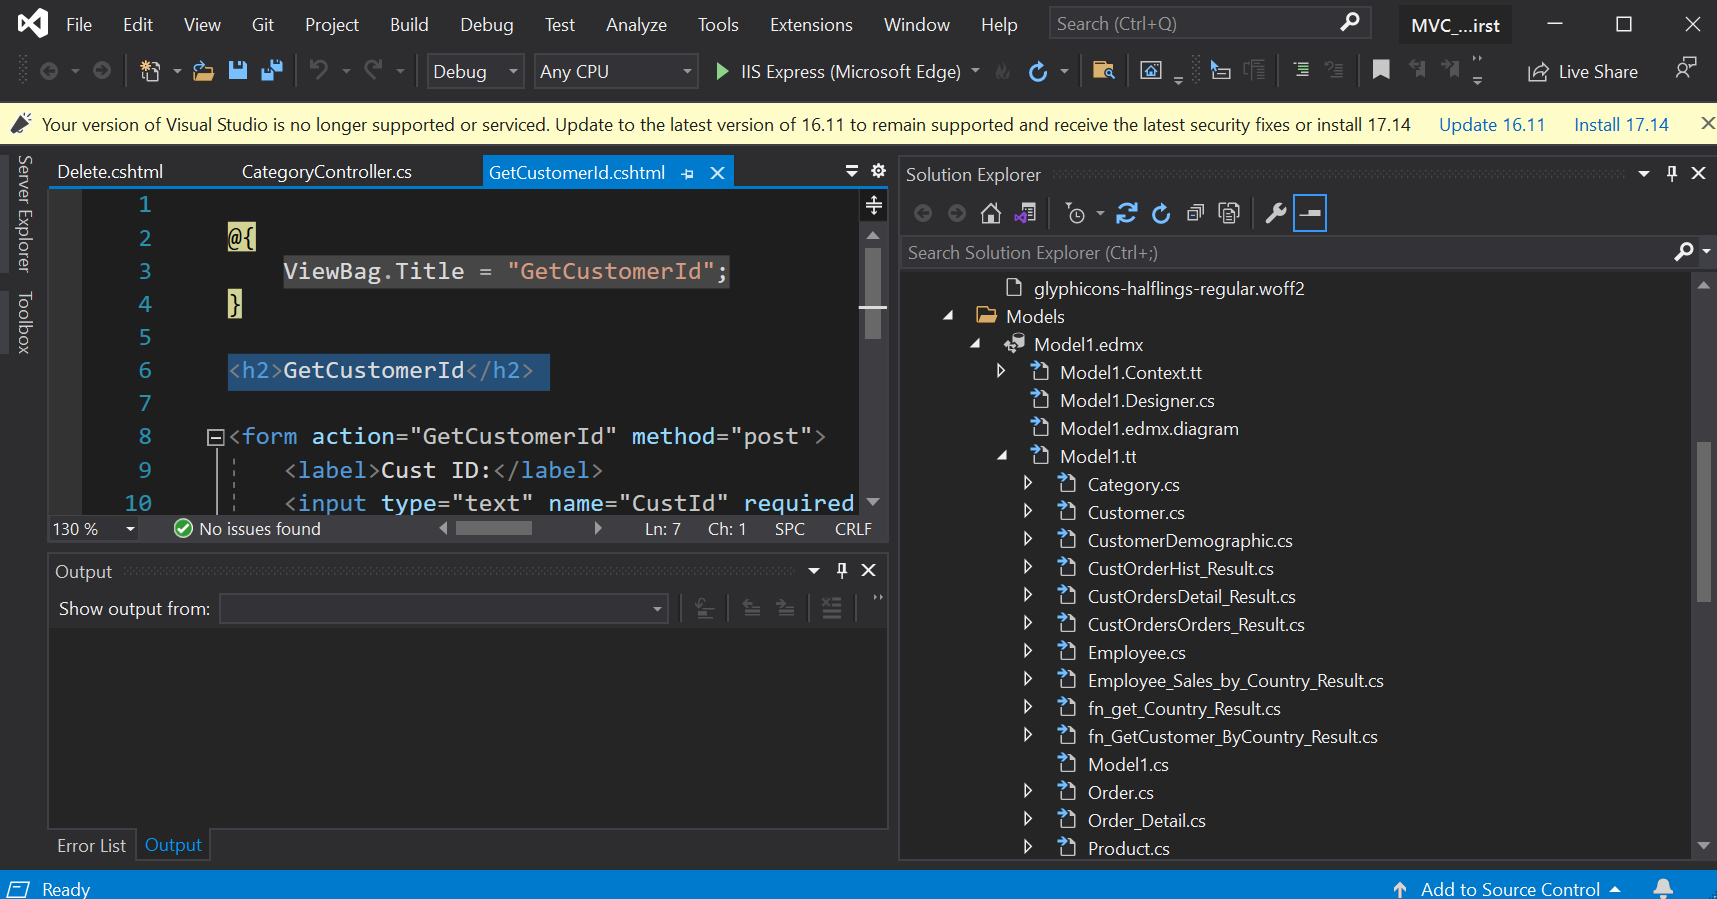 File Edit View Git Project Build Debug Test Analyze Tools Extensions Window Help Search (Ctrl+Q) MVC_...irst
Debug Any CPU IIS Express (Microsoft Edge) Live Share
Your version of Visual Studio is no longer supported or serviced. Update to the latest version of 16.11 to remain supported and receive the latest security fixes or install 17.14 Update 16.11 Install 17.14
Server Explorer
Toolbox
Delete.cshtml CategoryController.cs GetCustomerId.cshtml
1
2 @{
3 ViewBag.Title = "GetCustomerId";
4 }
5
6 <h2>GetCustomerId</h2>
7
8 <form action="GetCustomerId" method="post">
9 <label>Cust ID:</label>
10 <input type="text" name="CustId" required
130 % No issues found Ln: 7 Ch: 1 SPC CRLF
Output
Show output from:
Error List Output
Solution Explorer
Search Solution Explorer (Ctrl+;)
glyphicons-halflings-regular.woff2
Models
Model1.edmx
Model1.Context.tt
Model1.Designer.cs
Model1.edmx.diagram
Model1.tt
Category.cs
Customer.cs
CustomerDemographic.cs
CustOrderHist_Result.cs
CustOrdersDetail_Result.cs
CustOrdersOrders_Result.cs
Employee.cs
Employee_Sales_by_Country_Result.cs
fn_get_Country_Result.cs
fn_GetCustomer_ByCountry_Result.cs
Model1.cs
Order.cs
Order_Detail.cs
Product.cs
Ready Add to Source Control